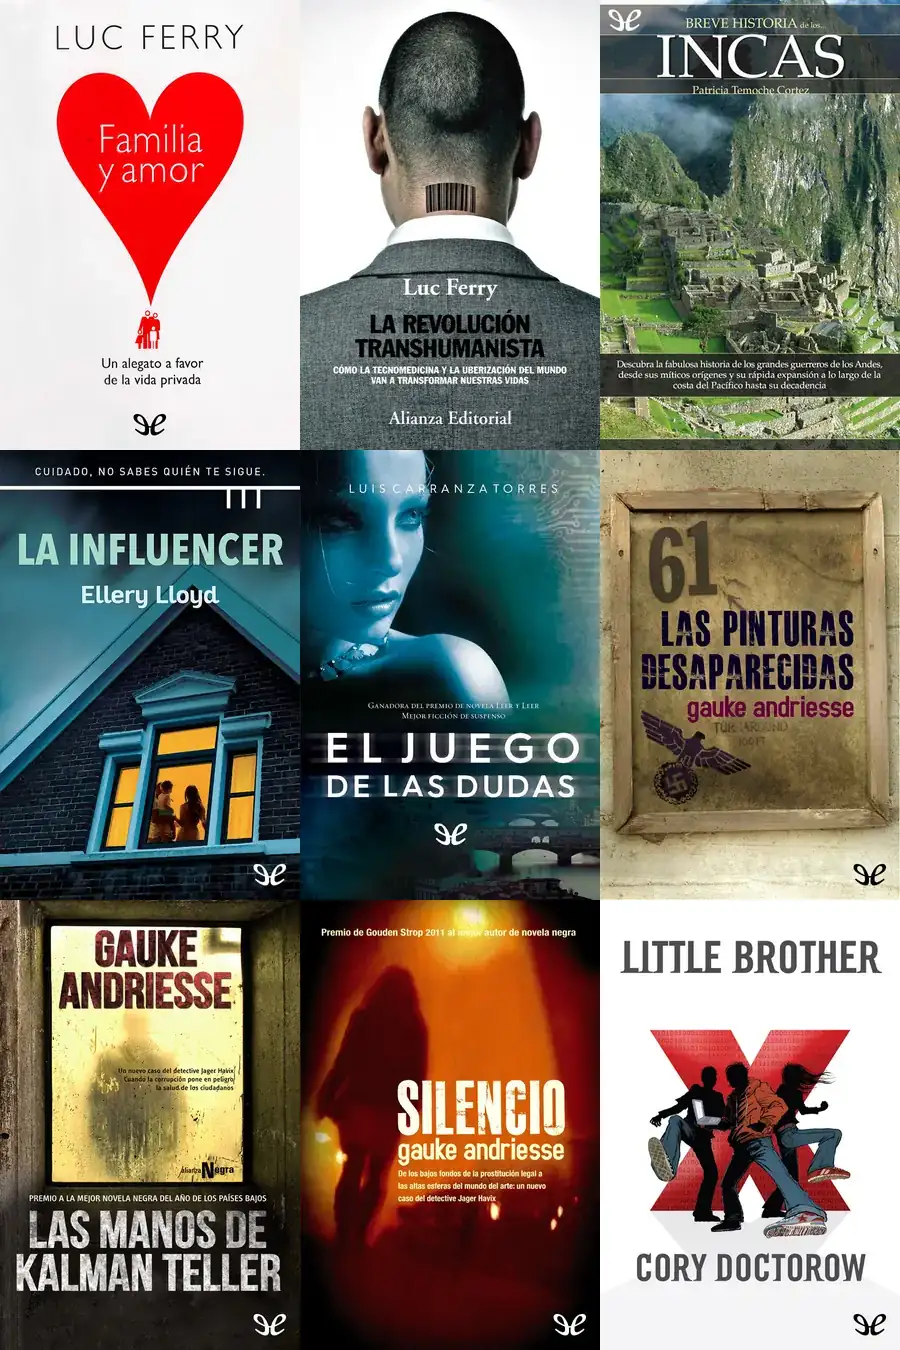 LUC FERRY
Familia
y amor
Un alegato a favor
de la vida privada
Luc Ferry
LA REVOLUCIÓN
TRANSHUMANISTA
CÓMO LA TECNOMEDICINA Y LA UBERIZACIÓN DEL MUNDO
VAN A TRANSFORMAR NUESTRAS VIDAS
Alianza Editorial
BREVE HISTORIA de los...
INCAS
Patricia Temoche Cortez
Descubra la fabulosa historia de los grandes guerreros de los Andes,
desde sus míticos orígenes y su rápida expansión a lo largo de la
costa del Pacífico hasta su decadencia
CUIDADO, NO SABES QUIÉN TE SIGUE.
LA INFLUENCER
Ellery Lloyd
LUIS CARRANZA TORRES
GANADORA DEL PREMIO DE NOVELA LEER Y LEER
MEJOR FICCIÓN DE SUSPENSO
EL JUEGO
DE LAS DUDAS
61
LAS PINTURAS
DESAPARECIDAS
gauke andriesse
GAUKE
ANDRIESSE
Un nuevo caso del detective Jager Havix
Cuando la corrupción pone en peligro
la salud de los ciudadanos
alianza Negra
PREMIO A LA MEJOR NOVELA NEGRA DEL AÑO DE LOS PAÍSES BAJOS
LAS MANOS DE
KALMAN TELLER
Premio de Gouden Strop 2011 al mejor autor de novela negra
SILENCIO
gauke andriesse
De los bajos fondos de la prostitución legal a
las altas esferas del mundo del arte: un nuevo
caso del detective Jager Havix
LITTLE BROTHER
X
CORY DOCTOROW